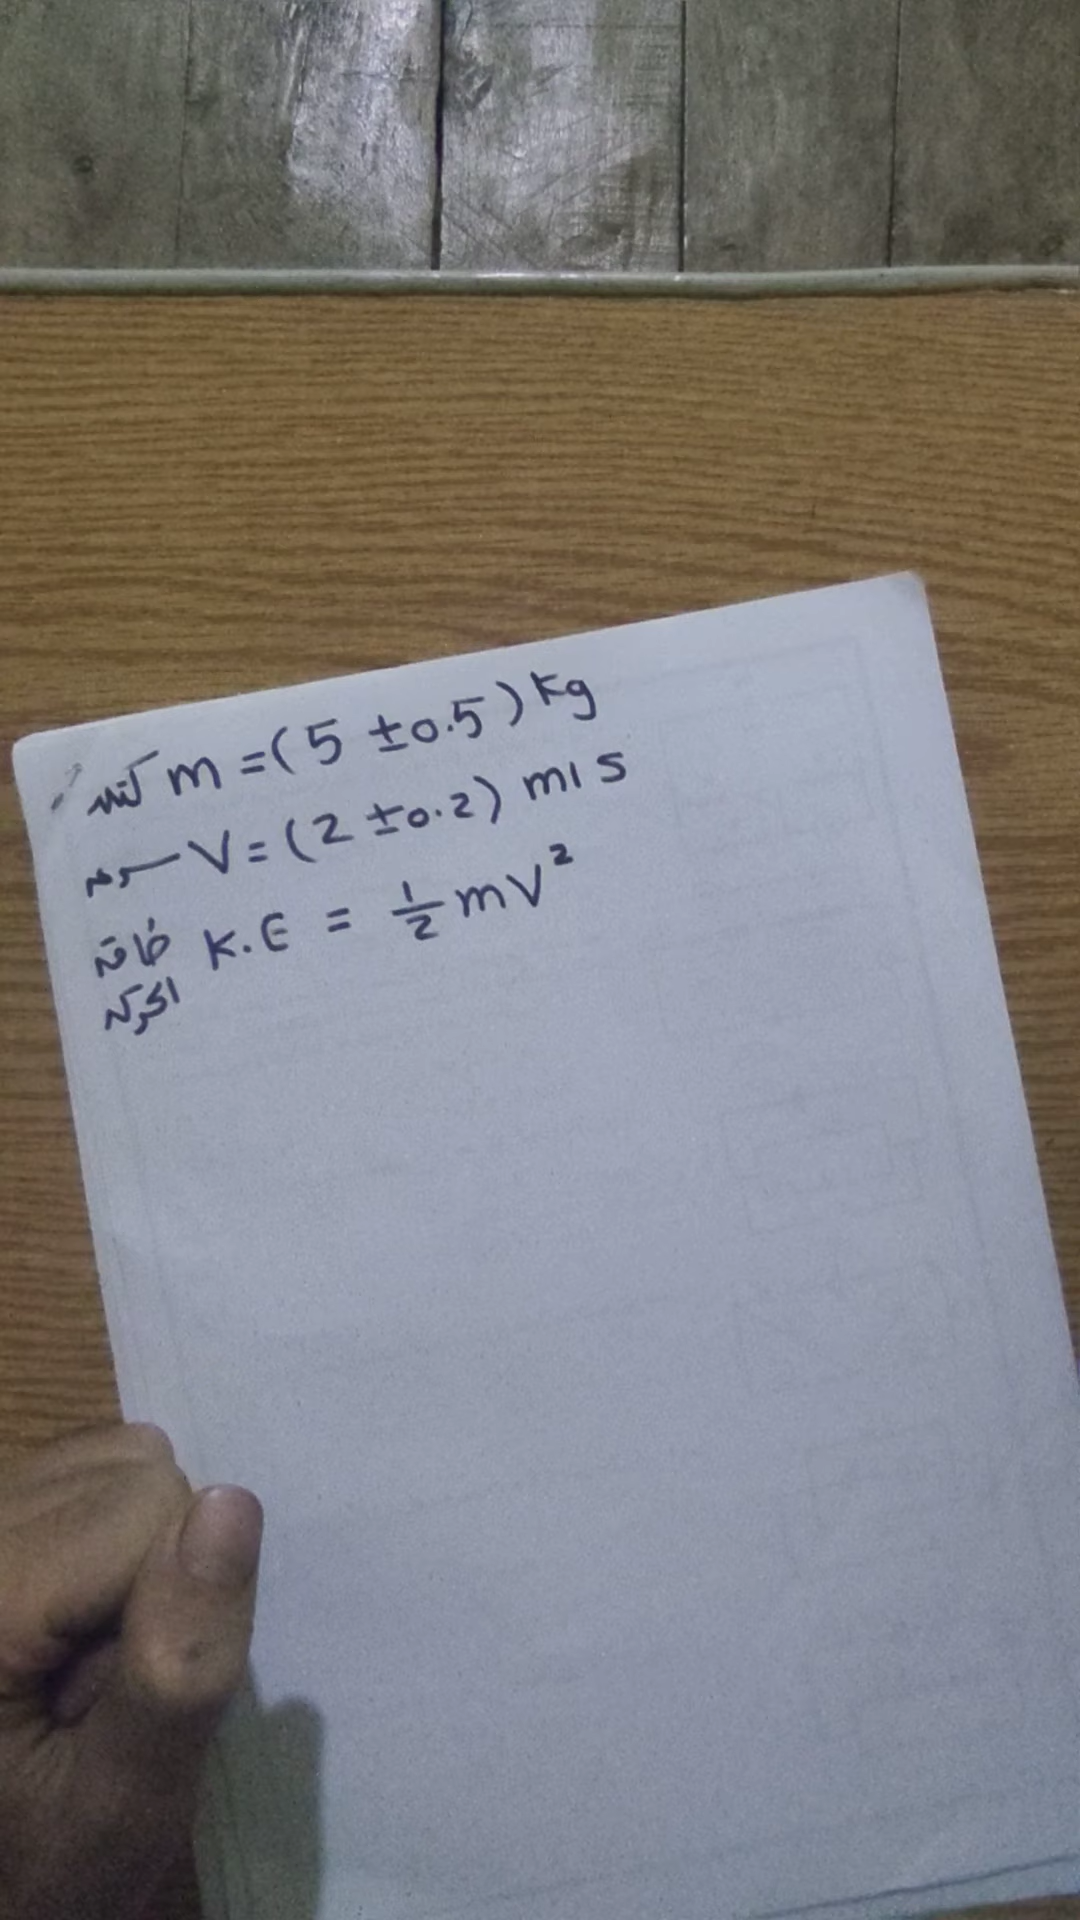 كتلة m = (5 ±0.5) kg
سرعة V = (2 ±0.2) m/s
طاقة K.E = 1/2 mV²
الحركة